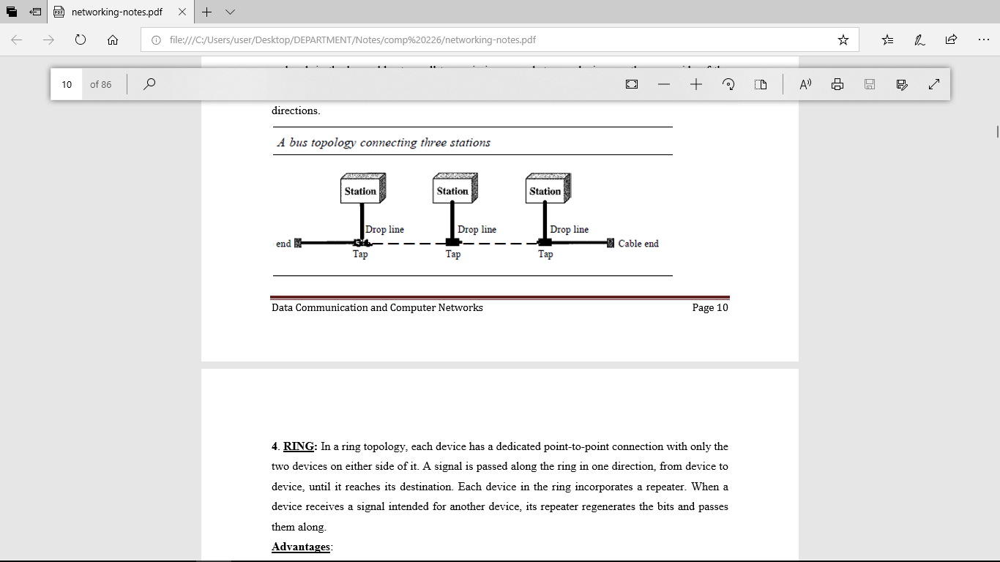 networking-notes.pdf
file:///C:/Users/user/Desktop/DEPARTMENT/Notes/comp%20226/networking-notes.pdf
10 of 86
directions.
A bus topology connecting three stations
Station Station Station
Drop line Drop line Drop line
end Cable end
Tap Tap Tap
Data Communication and Computer Networks Page 10
4. RING: In a ring topology, each device has a dedicated point-to-point connection with only the
two devices on either side of it. A signal is passed along the ring in one direction, from device to
device, until it reaches its destination. Each device in the ring incorporates a repeater. When a
device receives a signal intended for another device, its repeater regenerates the bits and passes
them along.
Advantages: